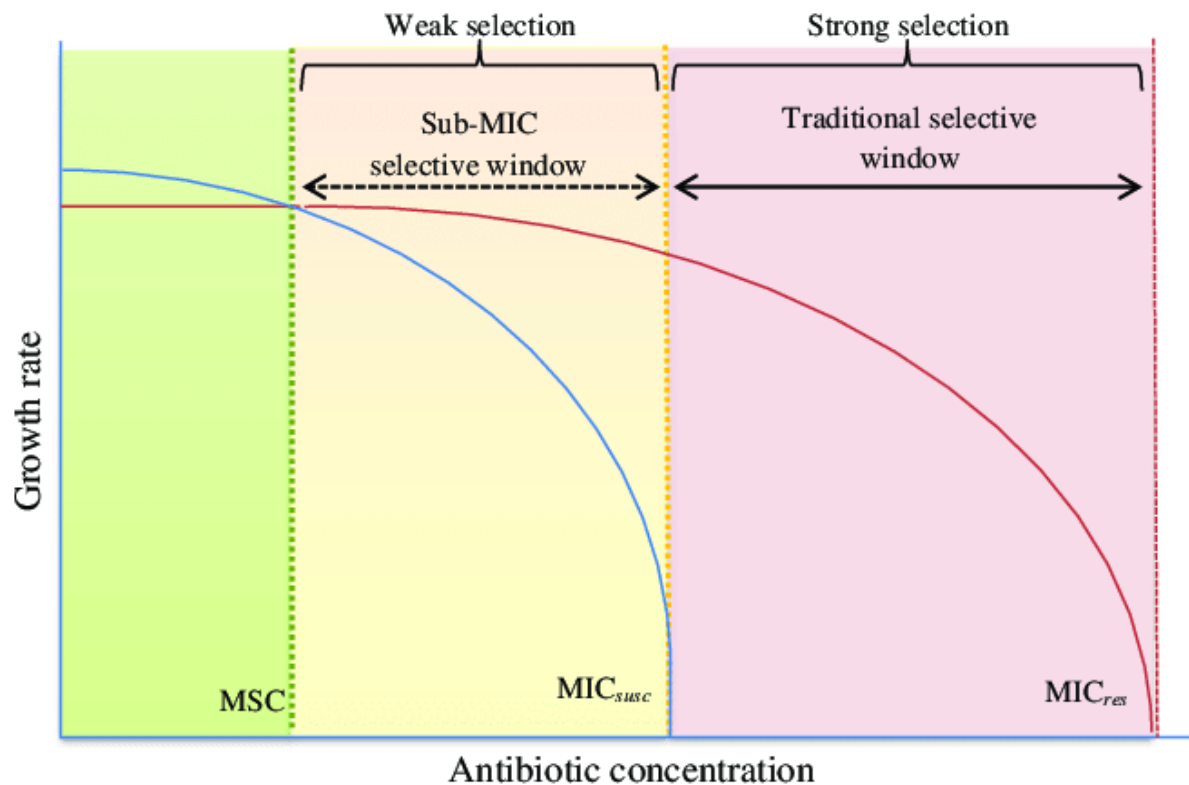 Weak selection
Strong selection
Sub-MIC
selective window
Traditional selective
window
Growth rate
MSC
MICsusc
MICres
Antibiotic concentration